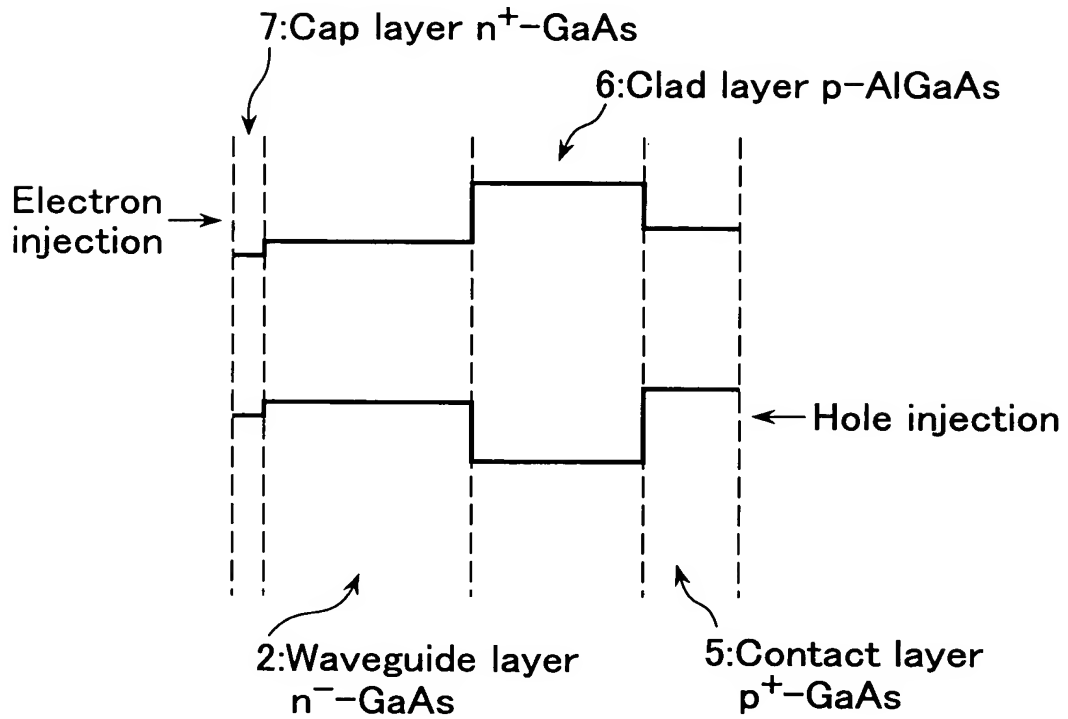 7:Cap layer n⁺-GaAs
6:Clad layer p-AlGaAs
Electron
injection
Hole injection
2:Waveguide layer
n⁻-GaAs
5:Contact layer
p⁺-GaAs